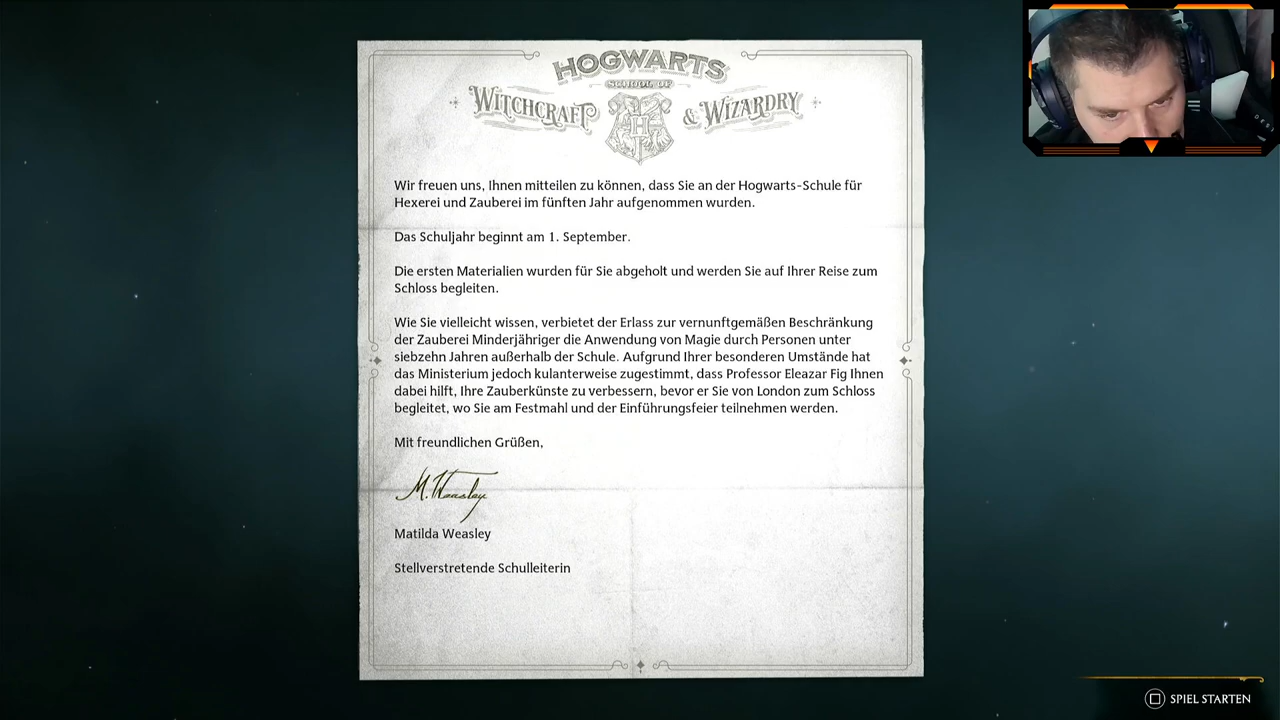 HOGWARTS
SCHOOL OF
WITCHCRAFT & WIZARDRY
H
Wir freuen uns, Ihnen mitteilen zu können, dass Sie an der Hogwarts-Schule für
Hexerei und Zauberei im fünften Jahr aufgenommen wurden.
Das Schuljahr beginnt am 1. September.
Die ersten Materialien wurden für Sie abgeholt und werden Sie auf Ihrer Reise zum
Schloss begleiten.
Wie Sie vielleicht wissen, verbietet der Erlass zur vernunftgemäßen Beschränkung
der Zauberei Minderjähriger die Anwendung von Magie durch Personen unter
siebzehn Jahren außerhalb der Schule. Aufgrund Ihrer besonderen Umstände hat
das Ministerium jedoch kulanterweise zugestimmt, dass Professor Eleazar Fig Ihnen
dabei hilft, Ihre Zauberkünste zu verbessern, bevor er Sie von London zum Schloss
begleitet, wo Sie am Festmahl und der Einführungsfeier teilnehmen werden.
Mit freundlichen Grüßen,
M. Weasley
Matilda Weasley
Stellverstretende Schulleiterin
SPIEL STARTEN